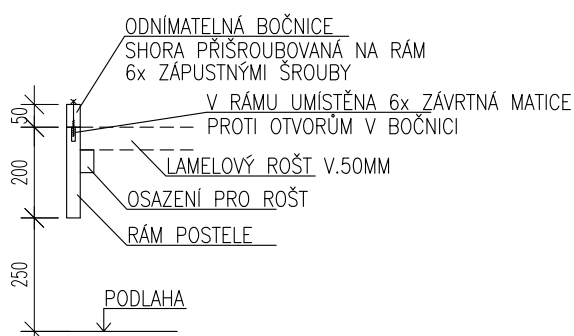 ODNÍMATELNÁ BOČNICE
SHORA PŘIŠROUBOVANÁ NA RÁM
6x ZÁPUSTNÝMI ŠROUBY
V RÁMU UMÍSTĚNA 6x ZÁVRTNÁ MATICE
PROTI OTVORŮM V BOČNICI
LAMELOVÝ ROŠT V.50MM
OSAZENÍ PRO ROŠT
RÁM POSTELE
PODLAHA
50
200
250